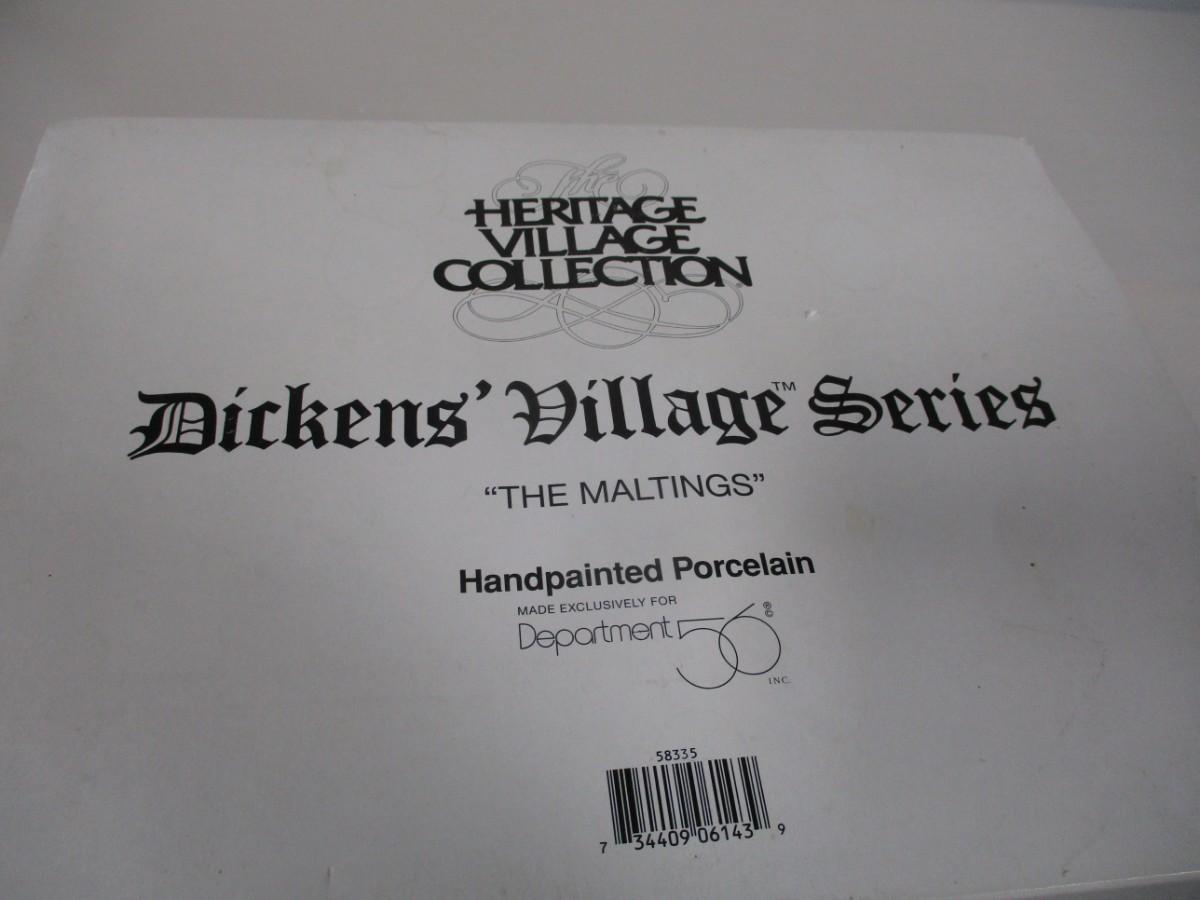 The
HERITAGE
VILLAGE
COLLECTION®
Dickens' Village™ Series
“THE MALTINGS”
Handpainted Porcelain
MADE EXCLUSIVELY FOR
Department 56 ®©
INC.
58335
7 34409 06143 9